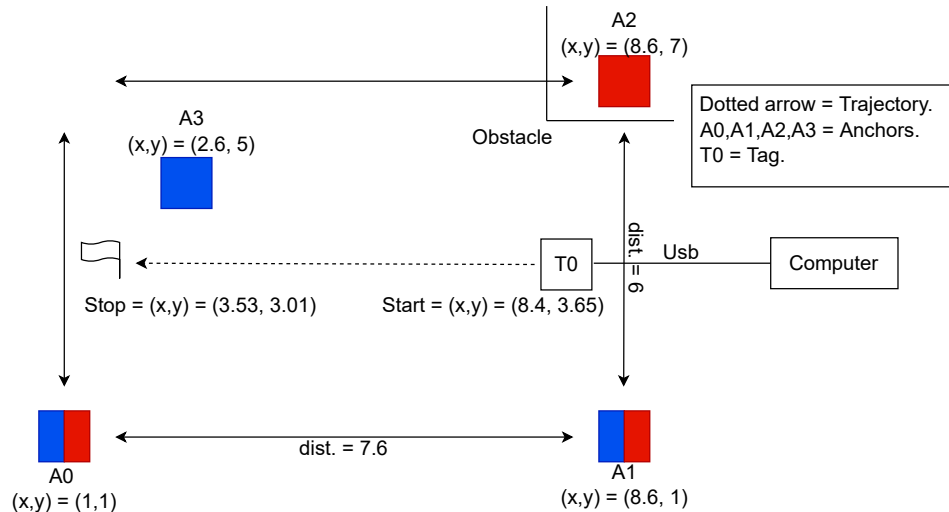 A2
(x,y) = (8.6, 7)
Dotted arrow = Trajectory.
A0,A1,A2,A3 = Anchors.
T0 = Tag.
A3
(x,y) = (2.6, 5)
Obstacle
dist. = 6
Usb
T0
Computer
Stop = (x,y) = (3.53, 3.01)
Start = (x,y) = (8.4, 3.65)
dist. = 7.6
A0
(x,y) = (1,1)
A1
(x,y) = (8.6, 1)